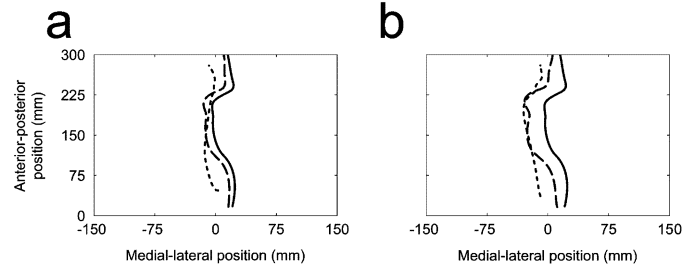 a
b
300
225
150
75
0
Anterior-posterior
position (mm)
-150 -75 0 75 150
-150 -75 0 75 150
Medial-lateral position (mm)
Medial-lateral position (mm)